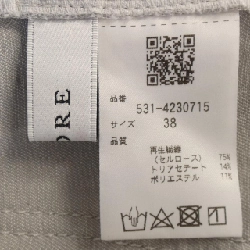 ORE
品番
531-4230715
サイズ
38
品質
再生繊維
(セルロース) 75%
トリアセテート 14%
ポリエステル 11%